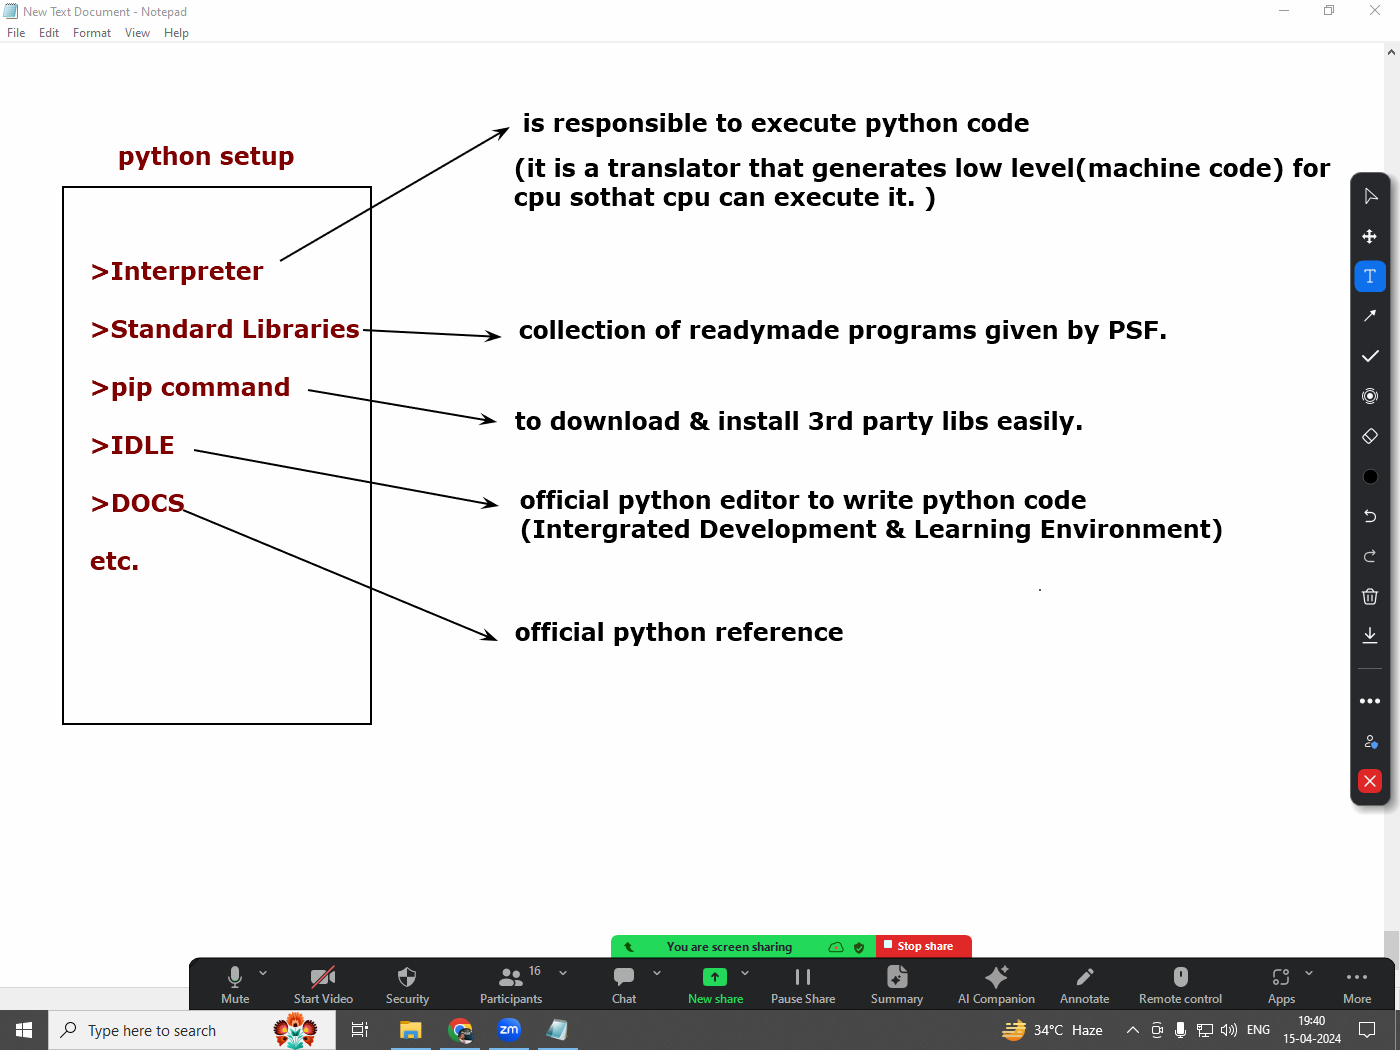 New Text Document - Notepad
File Edit Format View Help
python setup
>Interpreter
>Standard Libraries
>pip command
>IDLE
>DOCS
etc.
is responsible to execute python code
(it is a translator that generates low level(machine code) for
cpu sothat cpu can execute it. )
collection of readymade programs given by PSF.
to download & install 3rd party libs easily.
official python editor to write python code
(Intergrated Development & Learning Environment)
official python reference
T
You are screen sharing Stop share
16
Mute Start Video Security Participants Chat New share Pause Share Summary AI Companion Annotate Remote control Apps More
Type here to search
zm
34°C Haze
ENG
19:40
15-04-2024